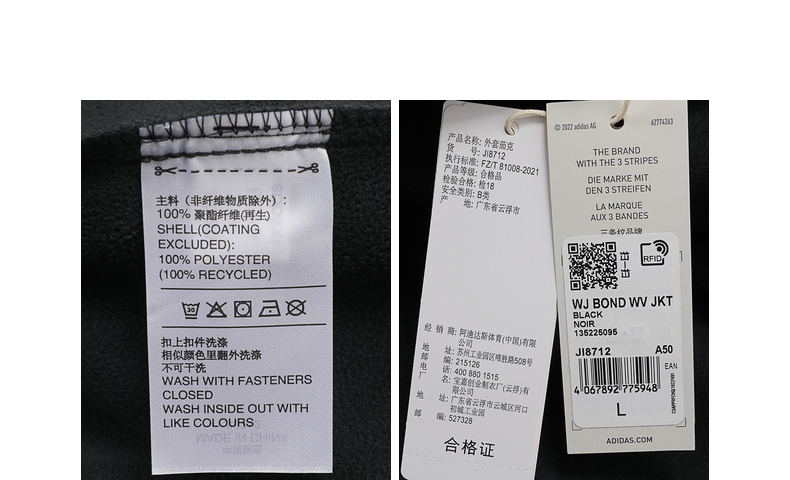 主料（非纤维物质除外）:
100% 聚酯纤维(再生)
SHELL(COATING
EXCLUDED):
100% POLYESTER
(100% RECYCLED)
30
扣上扣件洗涤
相似颜色里翻外洗涤
不可干洗
WASH WITH FASTENERS
CLOSED
WASH INSIDE OUT WITH
LIKE COLOURS
MADE IN CHINA
产品名称: 外套茄克
货 号: JI8712
执行标准: FZ/T 81008-2021
产品等级: 合格品
检验合格: 检18
安全类别: B类
产 地: 广东省云浮市
经 销 商: 阿迪达斯体育(中国)有限
公司
地 址: 苏州工业园区唯胜路508号
邮 编: 215126
电 话: 400 880 1515
厂 名: 宝嘉创业制衣厂(云浮)有
限公司
地 址: 广东省云浮市云城区河口
初城工业园
邮 编: 527328
合格证
© 2022 adidas AG
62774263
THE BRAND
WITH THE 3 STRIPES
DIE MARKE MIT
DEN 3 STREIFEN
LA MARQUE
AUX 3 BANDES
三条纹品牌
RFID
WJ BOND WV JKT
BLACK
NOIR
135225095
JI8712 A50
EAN
4 067892 775948
L
ADIDAS.COM